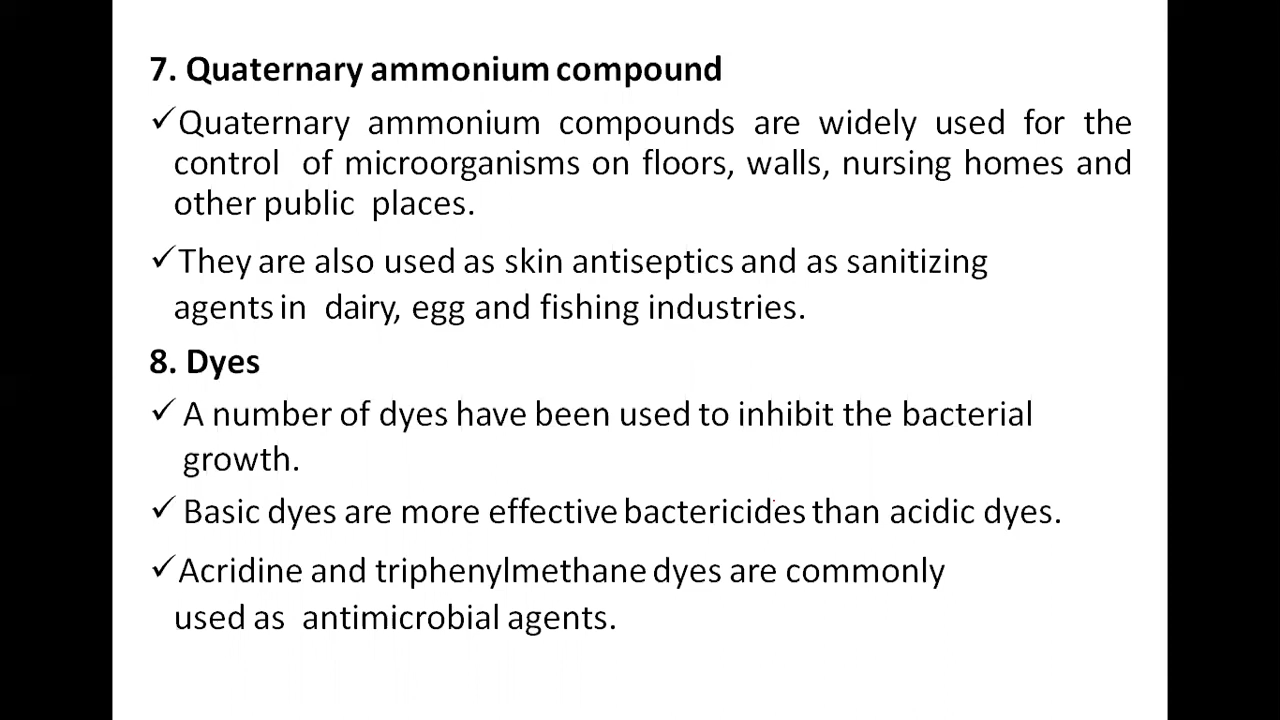 7. Quaternary ammonium compound
✓Quaternary ammonium compounds are widely used for the
control of microorganisms on floors, walls, nursing homes and
other public places.
✓They are also used as skin antiseptics and as sanitizing
agents in dairy, egg and fishing industries.
8. Dyes
✓ A number of dyes have been used to inhibit the bacterial
growth.
✓ Basic dyes are more effective bactericides than acidic dyes.
✓Acridine and triphenylmethane dyes are commonly
used as antimicrobial agents.